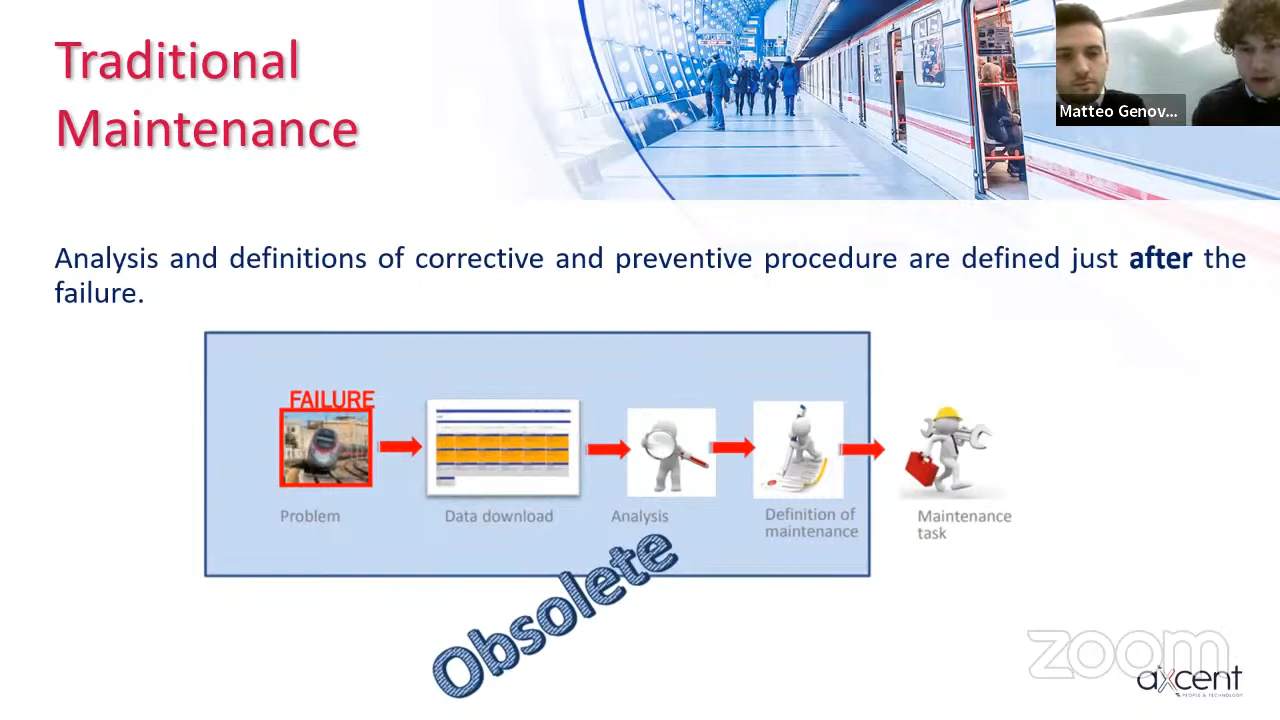 Traditional
Maintenance
Matteo Genov...
Analysis and definitions of corrective and preventive procedure are defined just after the
failure.
FAILURE
Problem
Data download
Analysis
Definition of
maintenance
Maintenance
task
Obsolete
zoom
axcent
PEOPLE & TECHNOLOGY